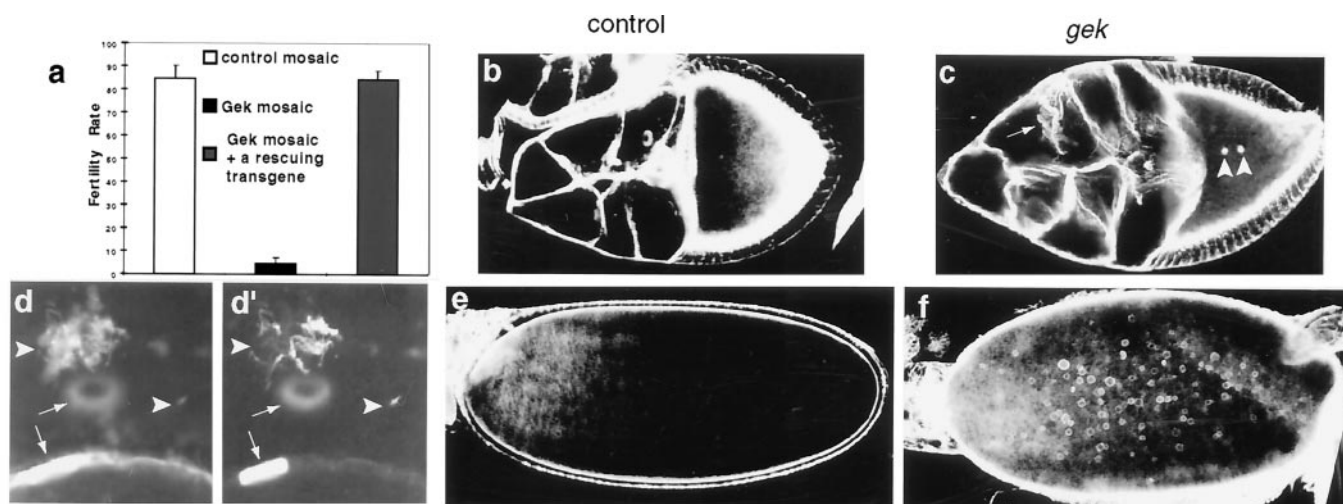 control
gek
a
Fertility Rate
100
90
80
70
60
50
40
30
20
10
0
control mosaic
Gek mosaic
Gek mosaic
+ a rescuing
transgene
b
c
d
d'
e
f